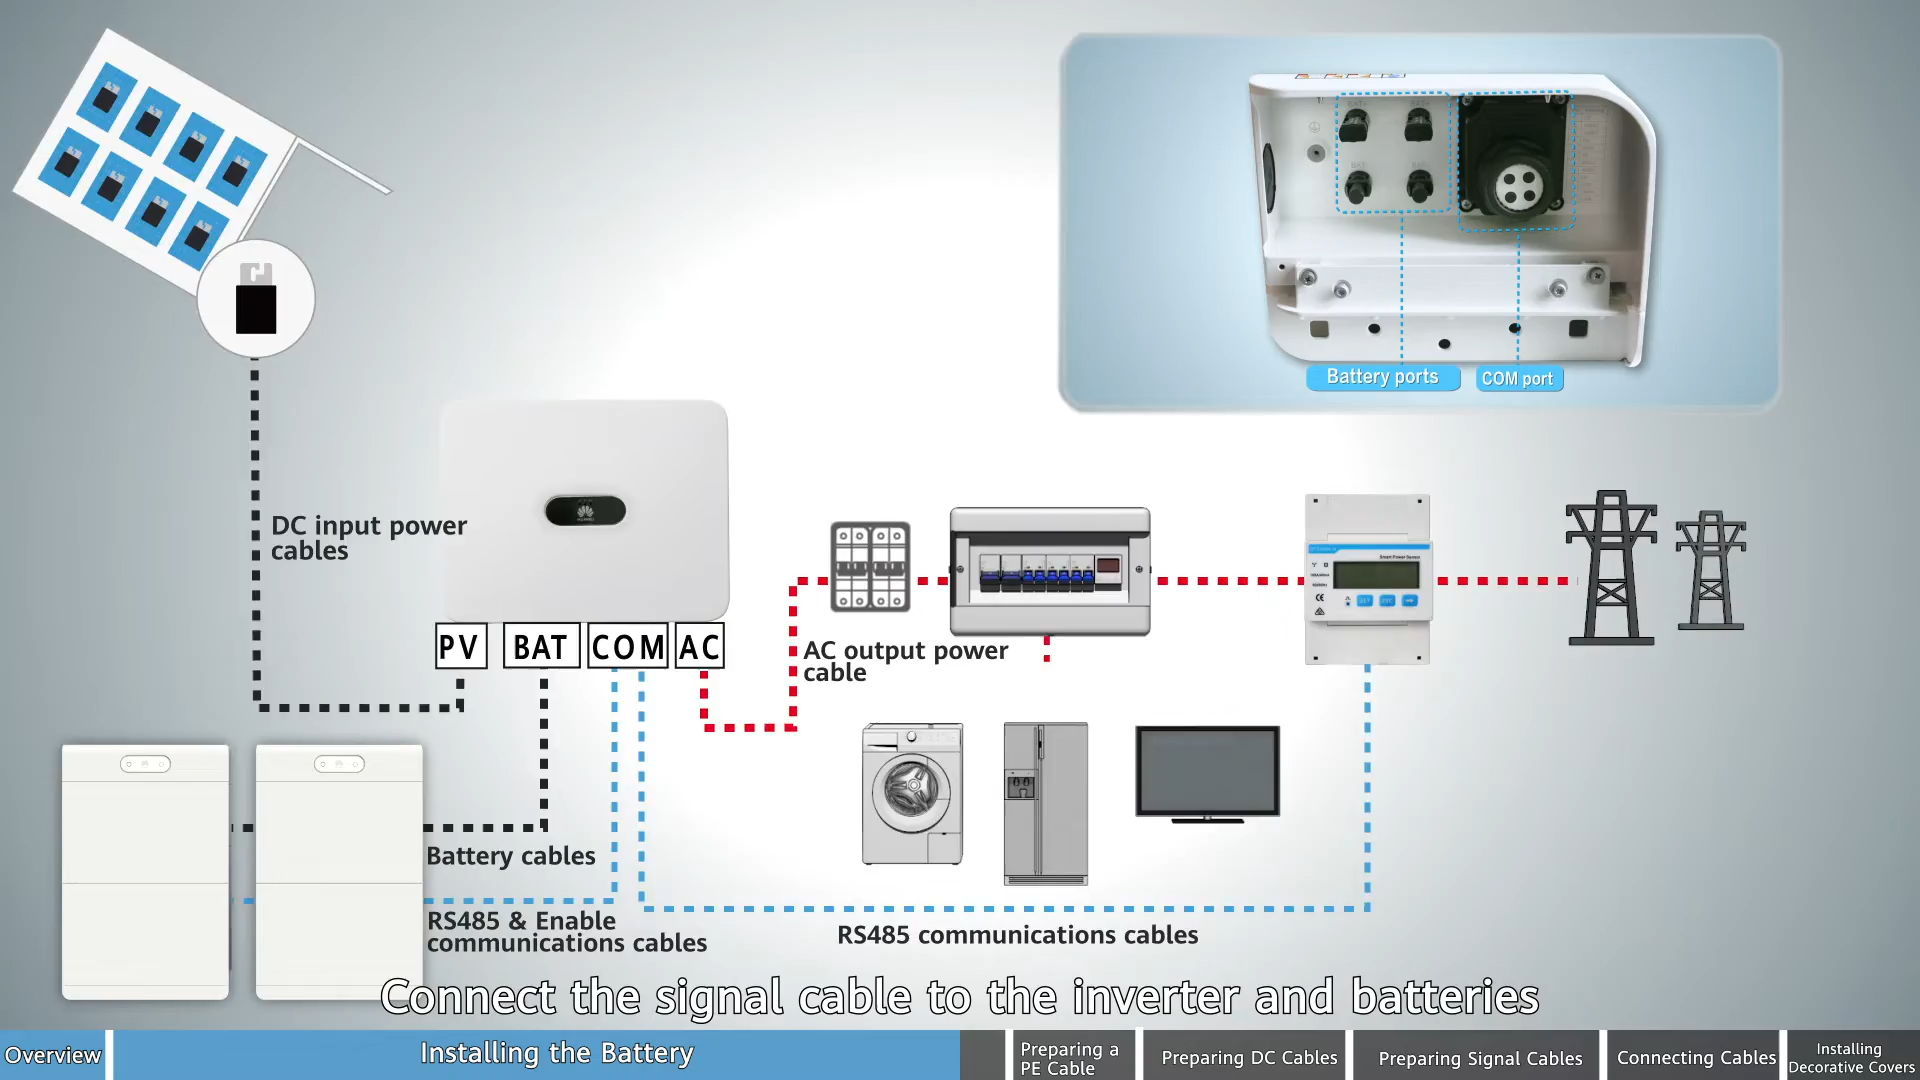 Battery ports
COM port
DC input power
cables
PV
BAT
COM
AC
AC output power
cable
Battery cables
RS485 & Enable
communications cables
RS485 communications cables
Connect the signal cable to the inverter and batteries
Overview
Installing the Battery
Preparing a
PE Cable
Preparing DC Cables
Preparing Signal Cables
Connecting Cables
Installing
Decorative Covers